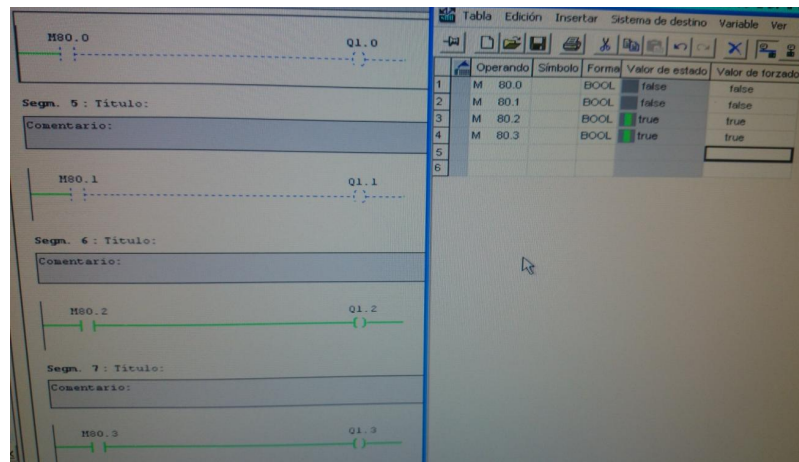 M80.0 Q1.0
Segm. 5 : Título:
Comentario:
M80.1 Q1.1
Segm. 6 : Título:
Comentario:
M80.2 Q1.2
Segm. 7 : Título:
Comentario:
M80.3 Q1.3
Tabla Edición Insertar Sistema de destino Variable Ver
Operando Símbolo Forma Valor de estado Valor de forzado
1 M 80.0 BOOL false false
2 M 80.1 BOOL false false
3 M 80.2 BOOL true true
4 M 80.3 BOOL true true
5
6